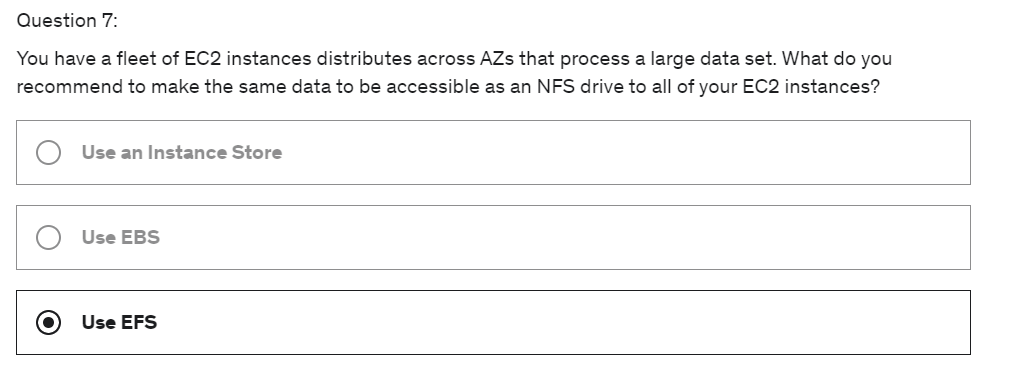 Question 7:
You have a fleet of EC2 instances distributes across AZs that process a large data set. What do you
recommend to make the same data to be accessible as an NFS drive to all of your EC2 instances?
Use an Instance Store
Use EBS
Use EFS